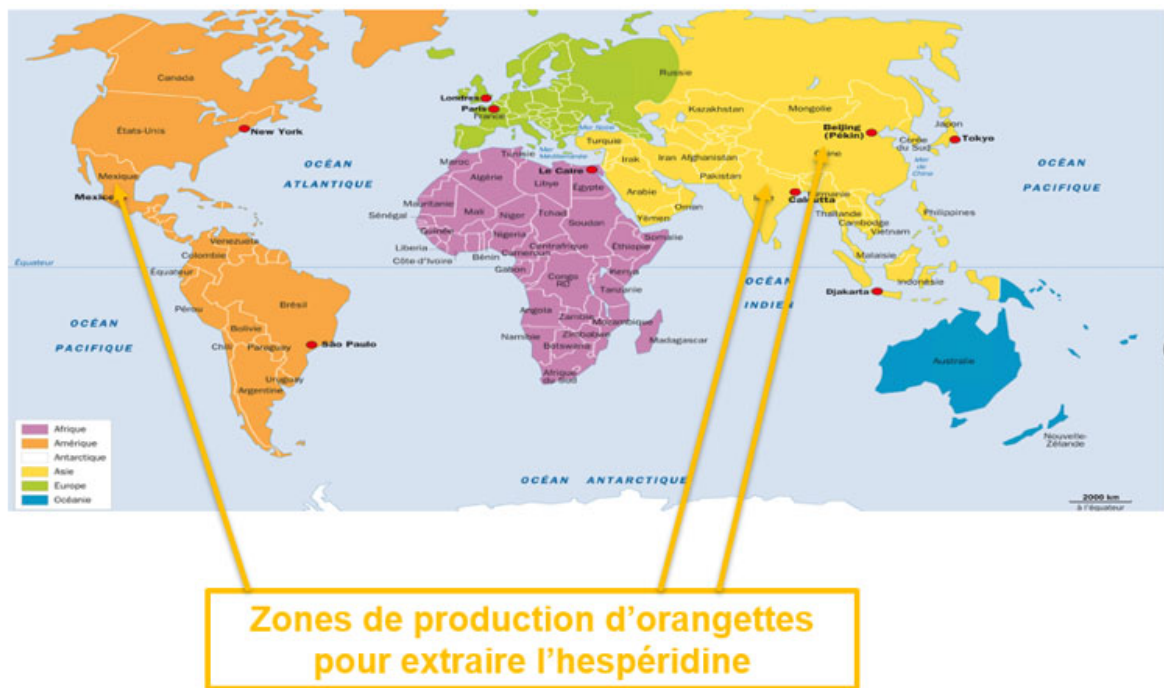 Canada
États-Unis
New York
Mexique
OCÉAN
ATLANTIQUE
OCÉAN
PACIFIQUE
Venezuela
Colombie
Équateur
Équateur
Pérou
Brésil
Bolivie
Chili
Paraguay
São Paulo
Uruguay
Argentine
Londres
Paris
France
Russie
Mer Noire
Mer
Méditerranée
Turquie
Kazakhstan
Mongolie
Beijing
(Pékin)
Japon
Tokyo
Corée
du Sud
Mer
de
Chine
Chine
Irak
Iran
Afghanistan
Pakistan
Arabie
Oman
Yémen
Calcutta
Thaïlande
Cambodge
Vietnam
Philippines
Malaisie
Indonésie
Djakarta
Maroc
Algérie
Tunisie
Libye
Le Caire
Égypte
Mauritanie
Mali
Niger
Tchad
Soudan
Sénégal
Guinée
Liberia
Côte-d'Ivoire
Bénin
Nigeria
Cameroun
Centrafrique
Éthiopie
Somalie
Gabon
Congo
RD
Kenya
Tanzanie
Angola
Zambie
Mozambique
Zimbabwe
Namibie
Botswana
Madagascar
Afrique
du Sud
OCÉAN
INDIEN
OCÉAN
PACIFIQUE
Australie
Nouvelle-
Zélande
OCÉAN ANTARCTIQUE
Afrique
Amérique
Antarctique
Asie
Europe
Océanie
2000 km
à l'équateur
Zones de production d'orangettes
pour extraire l'hespéridine